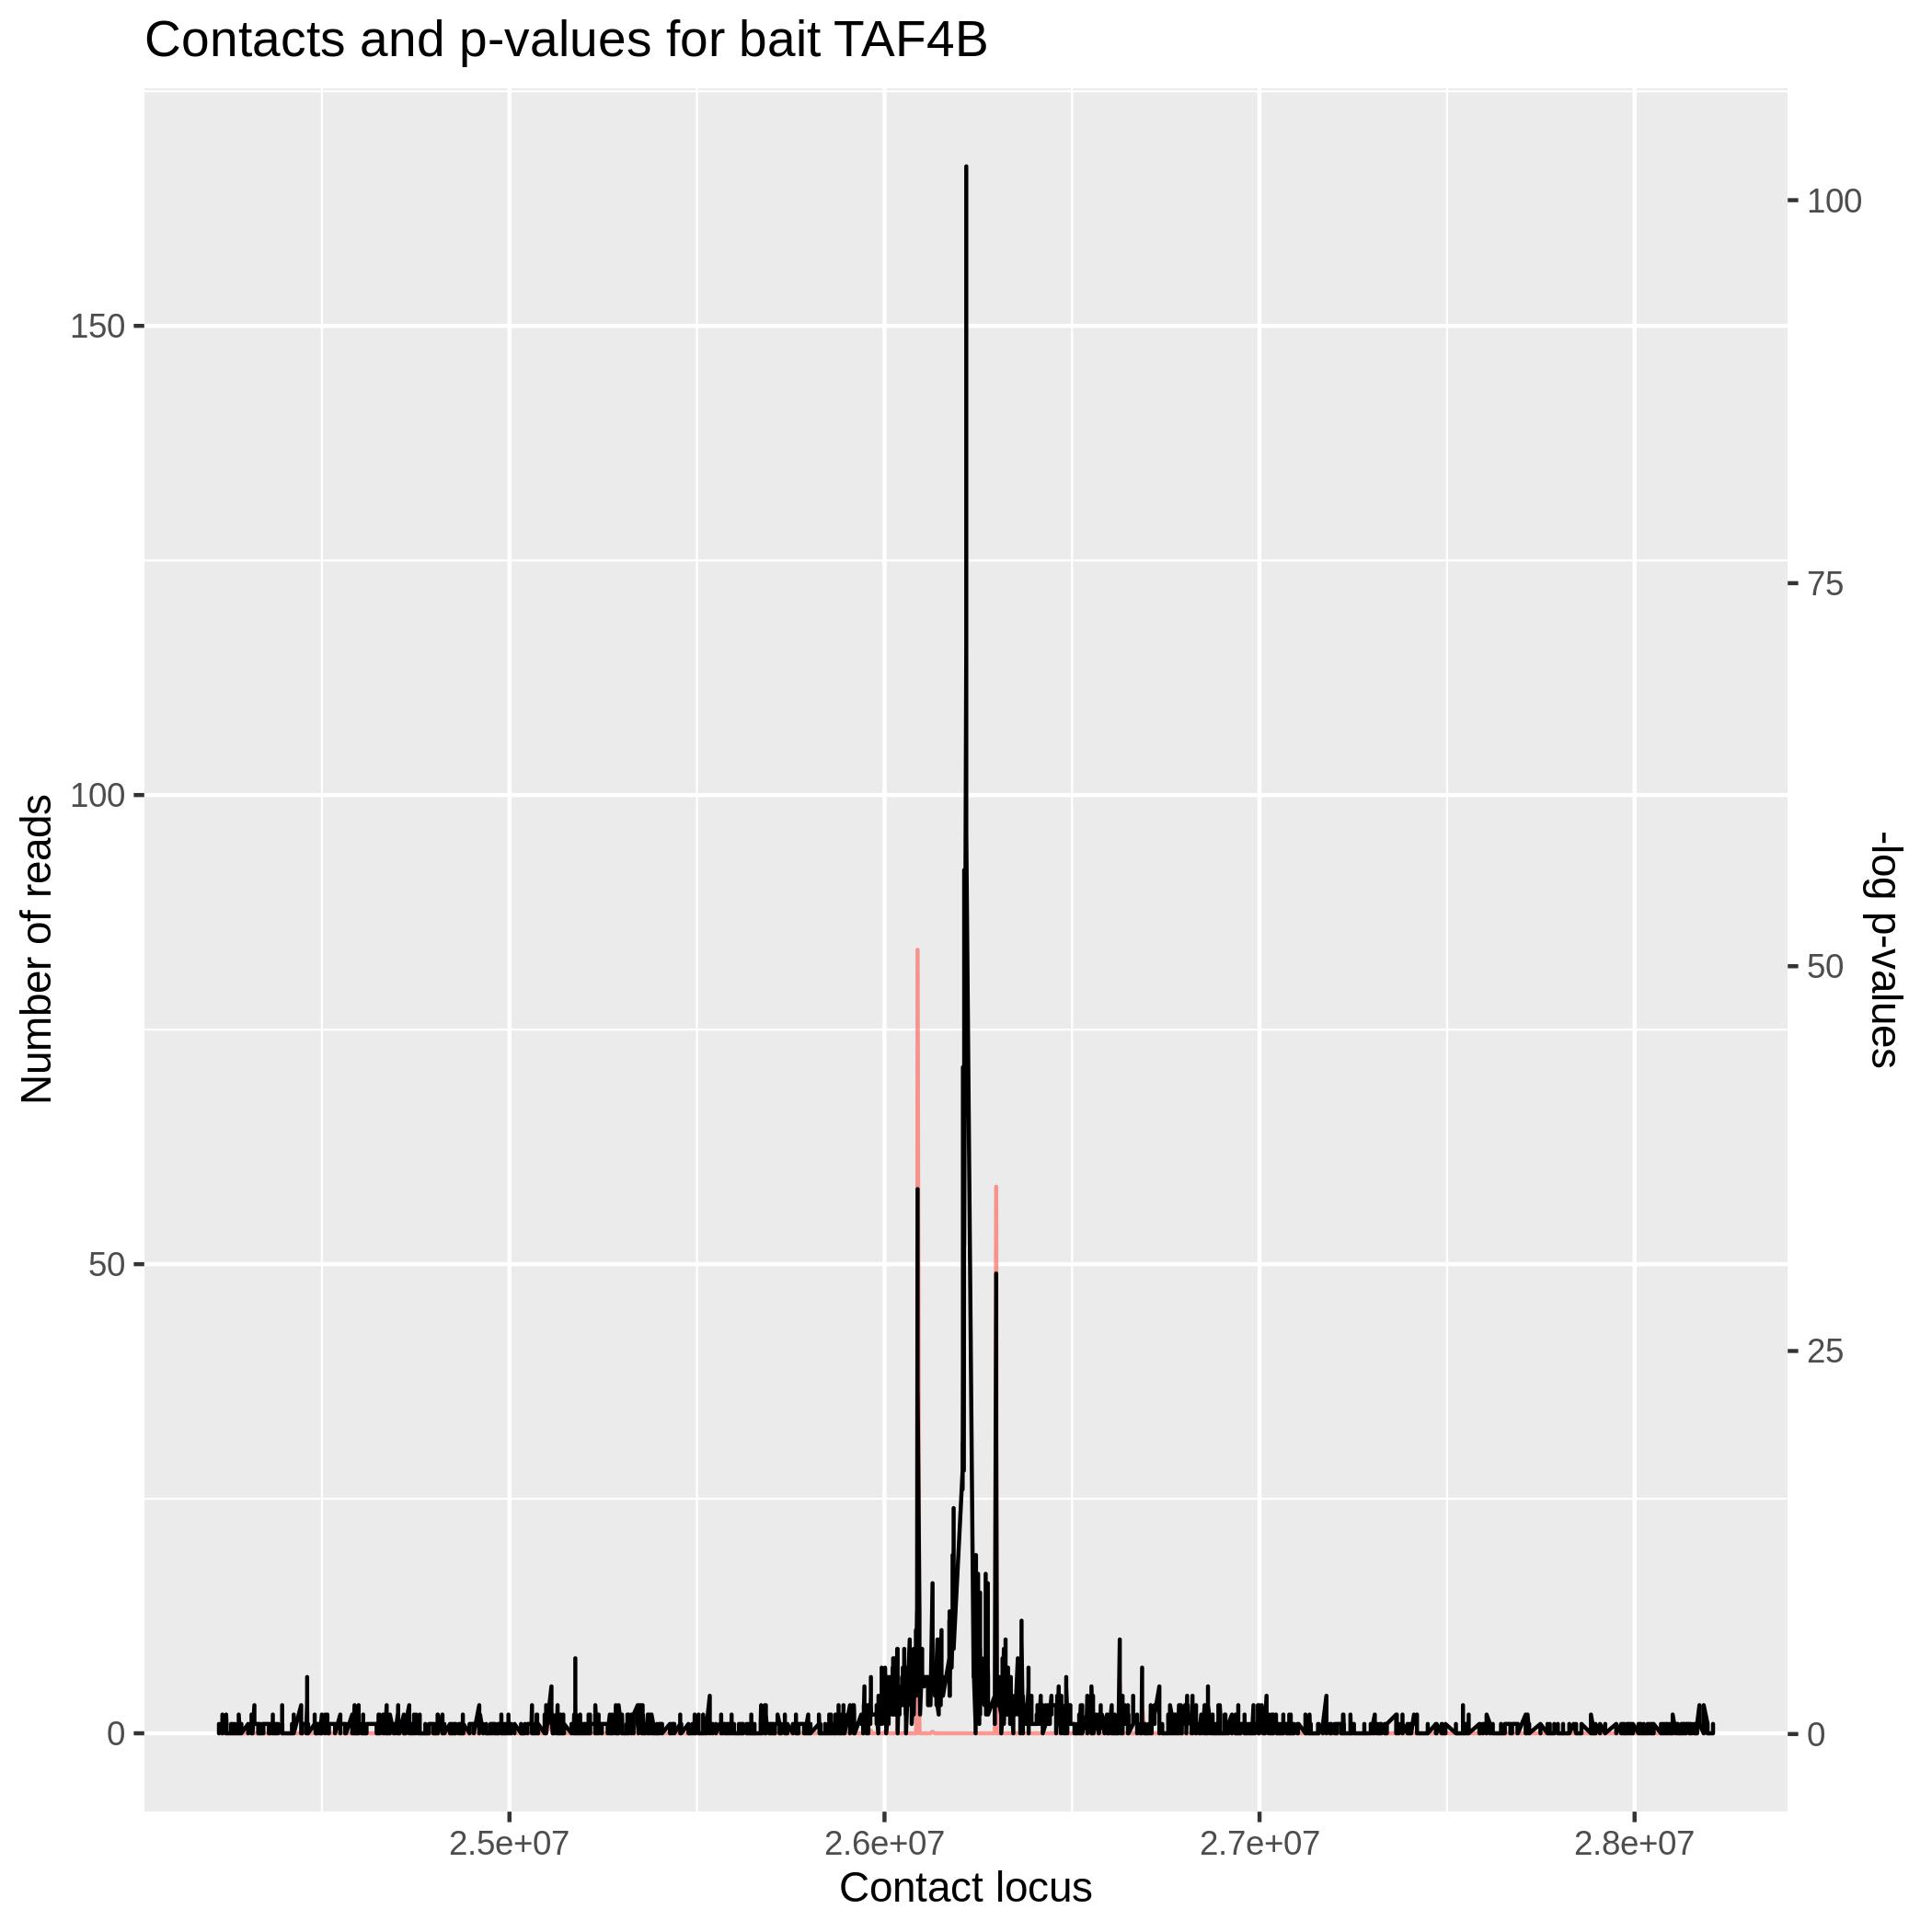 Contacts and p-values for bait TAF4B
Number of reads
150
100
50
0
100
75
50
25
0
-log p-values
2.5e+07
2.6e+07
2.7e+07
2.8e+07
Contact locus